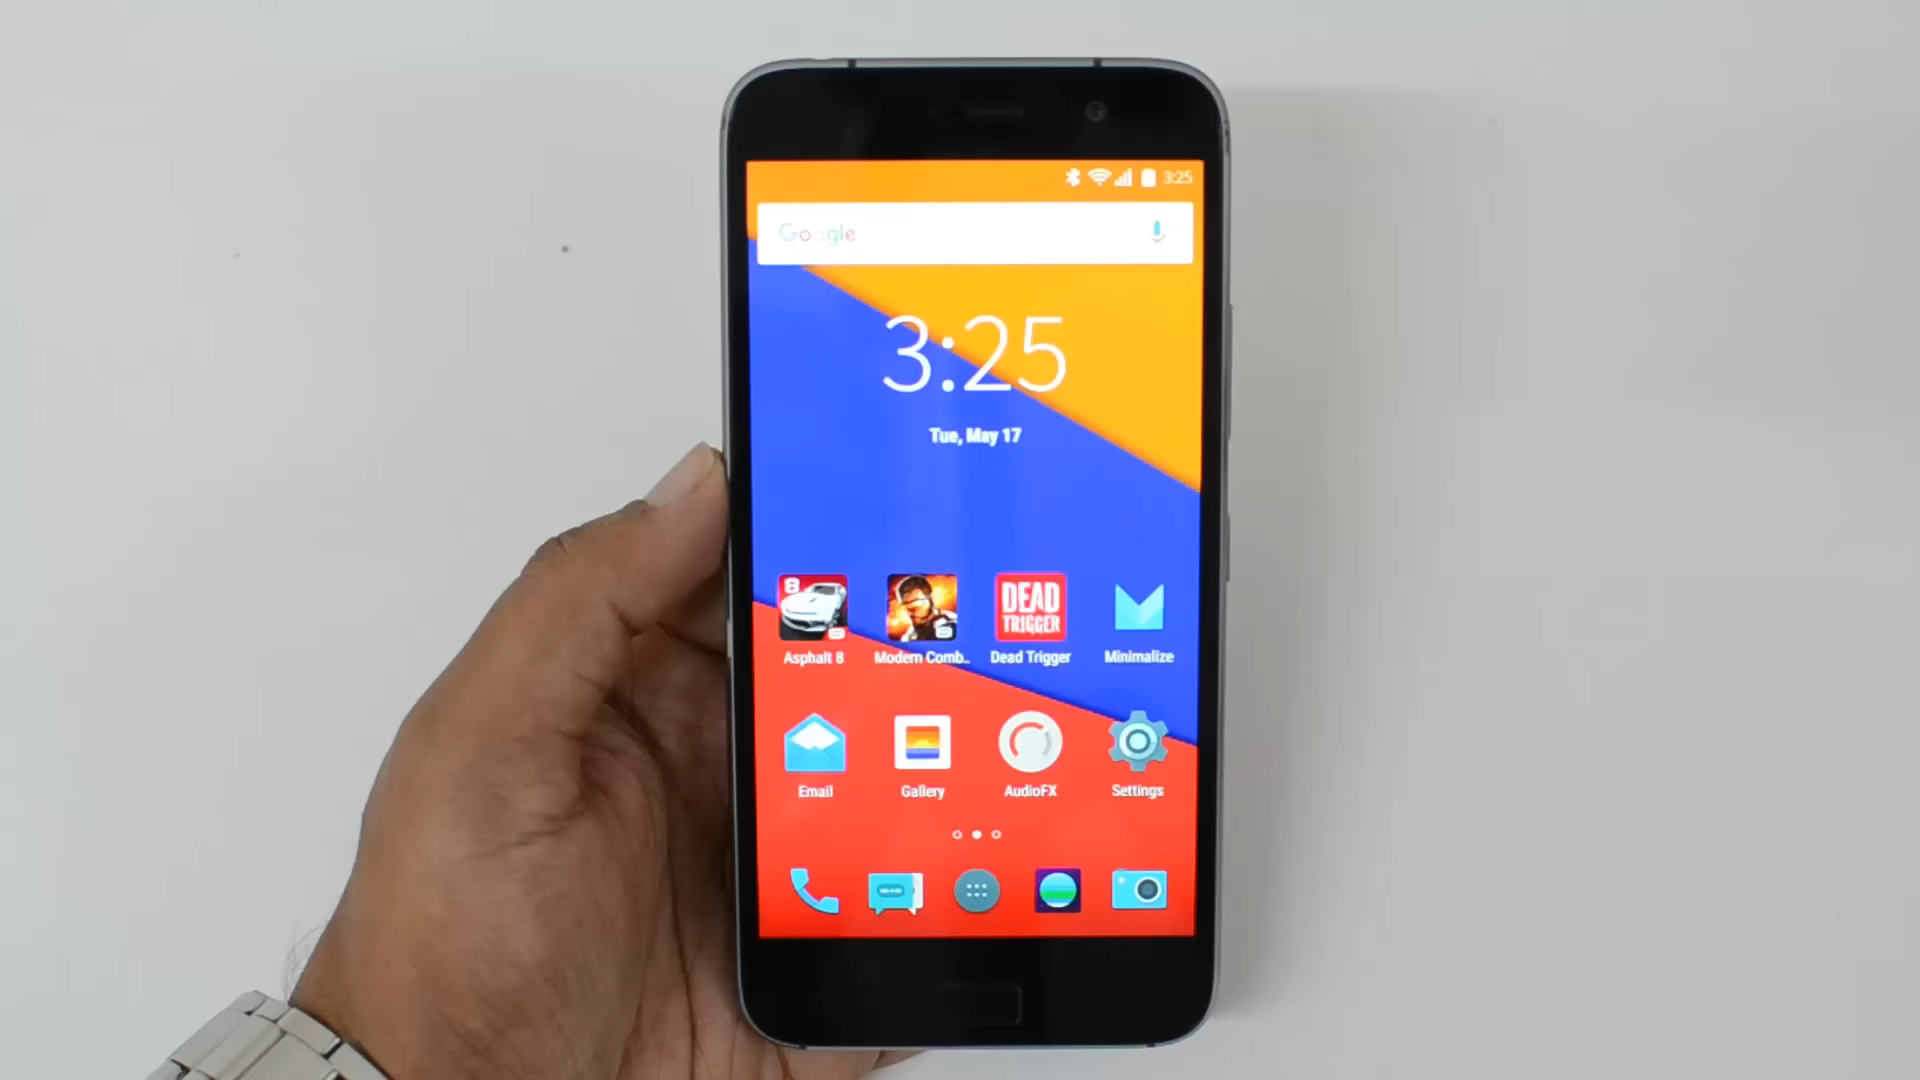 3:25
Google
3:25
Tue, May 17
8
DEAD
TRIGGER
Asphalt 8
Modern Comb..
Dead Trigger
Minimalize
Email
Gallery
AudioFX
Settings